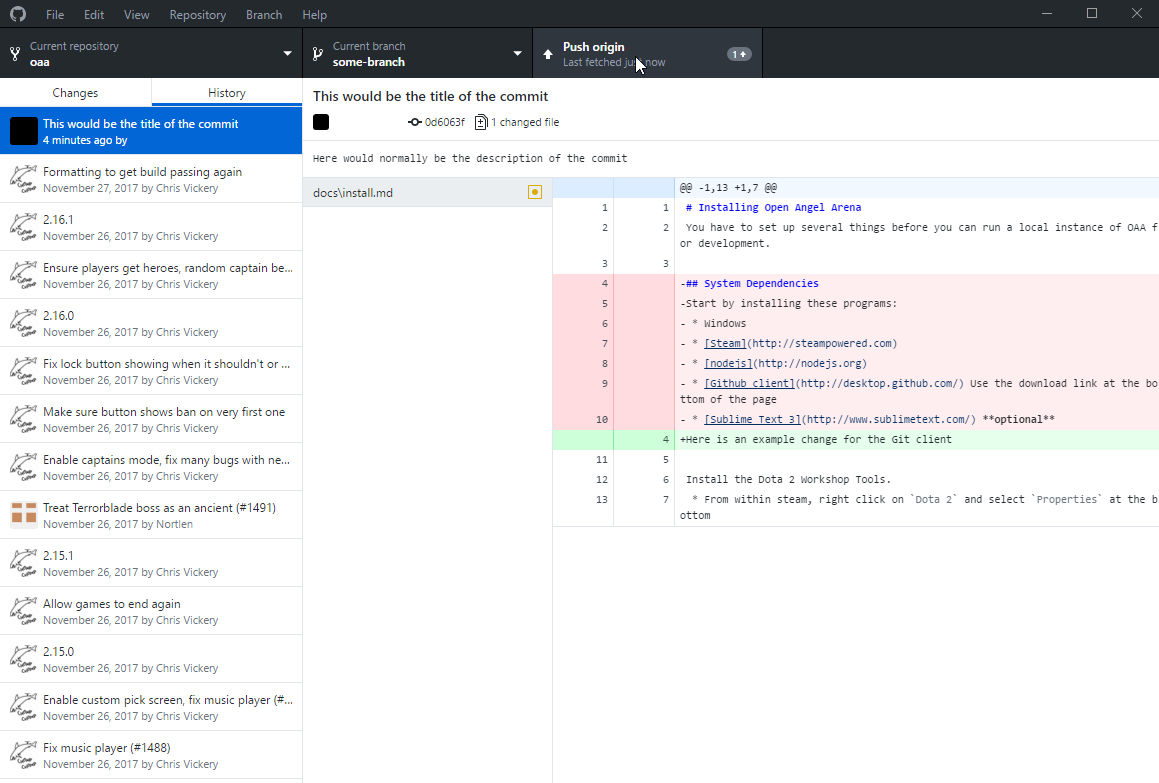 File Edit View Repository Branch Help
Current repository
oaa
Current branch
some-branch
Push origin
Last fetched just now
1
Changes
History
This would be the title of the commit
4 minutes ago by
Formatting to get build passing again
November 27, 2017 by Chris Vickery
2.16.1
November 26, 2017 by Chris Vickery
Ensure players get heroes, random captain be...
November 26, 2017 by Chris Vickery
2.16.0
November 26, 2017 by Chris Vickery
Fix lock button showing when it shouldn't or ...
November 26, 2017 by Chris Vickery
Make sure button shows ban on very first one
November 26, 2017 by Chris Vickery
Enable captains mode, fix many bugs with ne...
November 26, 2017 by Chris Vickery
Treat Terrorblade boss as an ancient (#1491)
November 26, 2017 by Nortlen
2.15.1
November 26, 2017 by Chris Vickery
Allow games to end again
November 26, 2017 by Chris Vickery
2.15.0
November 26, 2017 by Chris Vickery
Enable custom pick screen, fix music player (#...
November 26, 2017 by Chris Vickery
Fix music player (#1488)
November 26, 2017 by Chris Vickery
This would be the title of the commit
0d6063f 1 changed file
Here would normally be the description of the commit
docs\install.md
@@ -1,13 +1,7 @@
1 1 # Installing Open Angel Arena
2 2 You have to set up several things before you can run a local instance of OAA f
or development.
3 3
4 -## System Dependencies
5 -Start by installing these programs:
6 - * Windows
7 - * [Steam](http://steampowered.com)
8 - * [nodejs](http://nodejs.org)
9 - * [Github client](http://desktop.github.com/) Use the download link at the bo
ttom of the page
10 - * [Sublime Text 3](http://www.sublimetext.com/) **optional**
4 +Here is an example change for the Git client
11 5
12 6 Install the Dota 2 Workshop Tools.
13 7 * From within steam, right click on `Dota 2` and select `Properties` at the b
ottom